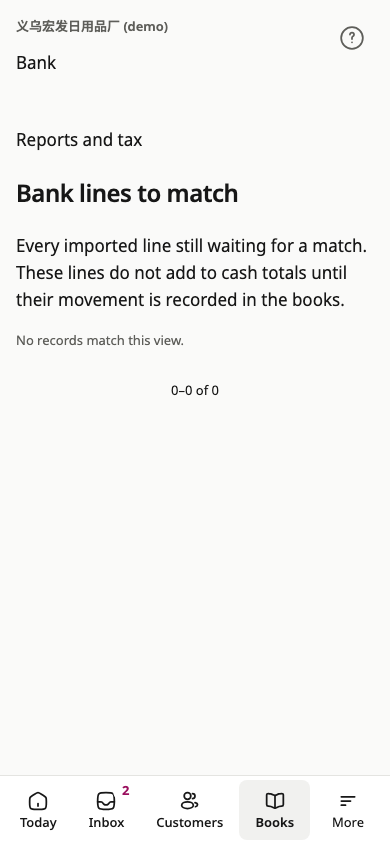 义乌宏发日用品厂 (demo)
Bank
Reports and tax
Bank lines to match
Every imported line still waiting for a match.
These lines do not add to cash totals until
their movement is recorded in the books.
No records match this view.
0–0 of 0
2
Today
Inbox
Customers
Books
More